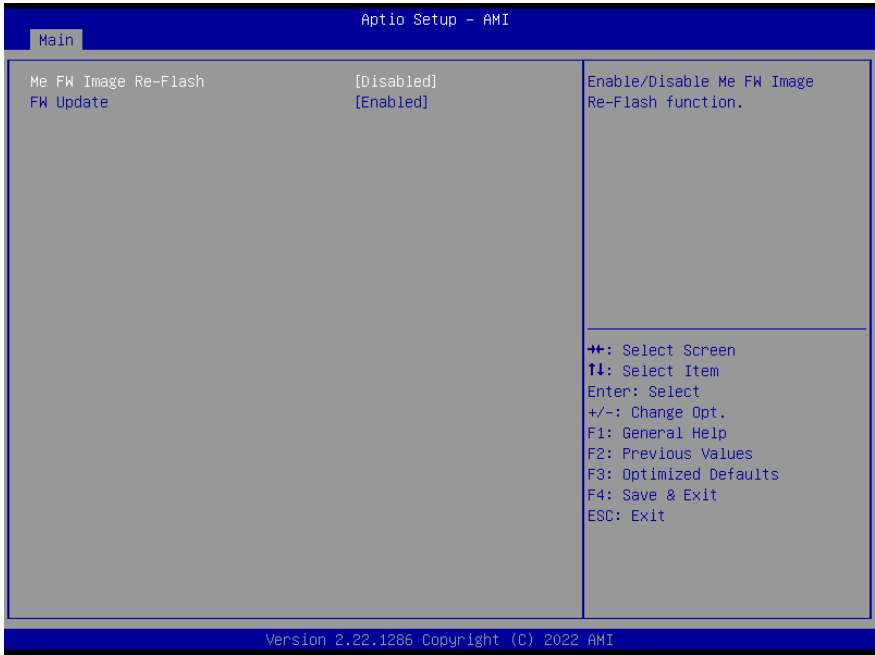 Aptio Setup – AMI
Main
Me FW Image Re-Flash [Disabled]
FW Update [Enabled]
Enable/Disable Me FW Image
Re-Flash function.
→←: Select Screen
↑↓: Select Item
Enter: Select
+/-: Change Opt.
F1: General Help
F2: Previous Values
F3: Optimized Defaults
F4: Save & Exit
ESC: Exit
Version 2.22.1286 Copyright (C) 2022 AMI